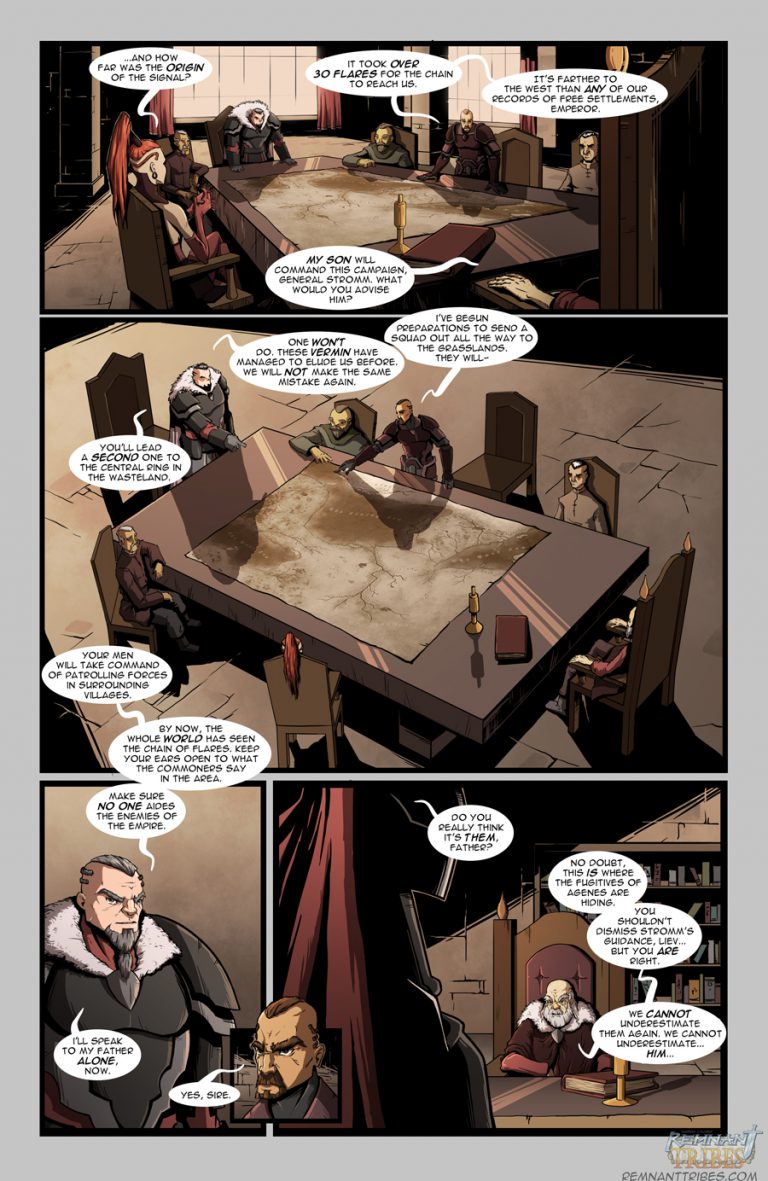 ...AND HOW
FAR WAS THE ORIGIN
OF THE SIGNAL?
IT TOOK OVER
30 FLARES FOR THE CHAIN
TO REACH US.
IT'S FARTHER TO
THE WEST THAN ANY OF OUR
RECORDS OF FREE SETTLEMENTS,
EMPEROR.
MY SON WILL
COMMAND THIS CAMPAIGN,
GENERAL STROMM. WHAT
WOULD YOU ADVISE
HIM?
I'VE BEGUN
PREPARATIONS TO SEND A
SQUAD OUT ALL THE WAY TO
THE GRASSLANDS.
THEY WILL-
ONE WON'T
DO. THESE VERMIN HAVE
MANAGED TO ELUDE US BEFORE.
WE WILL NOT MAKE THE SAME
MISTAKE AGAIN.
YOU'LL LEAD
A SECOND ONE TO
THE CENTRAL RING IN
THE WASTELAND.
YOUR MEN
WILL TAKE COMMAND
OF PATROLLING FORCES
IN SURROUNDING
VILLAGES.
BY NOW, THE
WHOLE WORLD HAS SEEN
THE CHAIN OF FLARES. KEEP
YOUR EARS OPEN TO WHAT
THE COMMONERS SAY
IN THE AREA.
MAKE SURE
NO ONE AIDES
THE ENEMIES OF
THE EMPIRE.
I'LL SPEAK
TO MY FATHER
ALONE,
NOW.
YES, SIRE.
DO YOU
REALLY THINK
IT'S THEM,
FATHER?
NO DOUBT,
THIS IS WHERE
THE FUGITIVES OF
AGENES ARE
HIDING.
YOU
SHOULDN'T
DISMISS STROMM'S
GUIDANCE, LIEV...
BUT YOU ARE
RIGHT.
WE CANNOT
UNDERESTIMATE
THEM AGAIN. WE CANNOT
UNDERESTIMATE...
HIM...
REMNANT
TRIBES
REMNANTTRIBES.COM